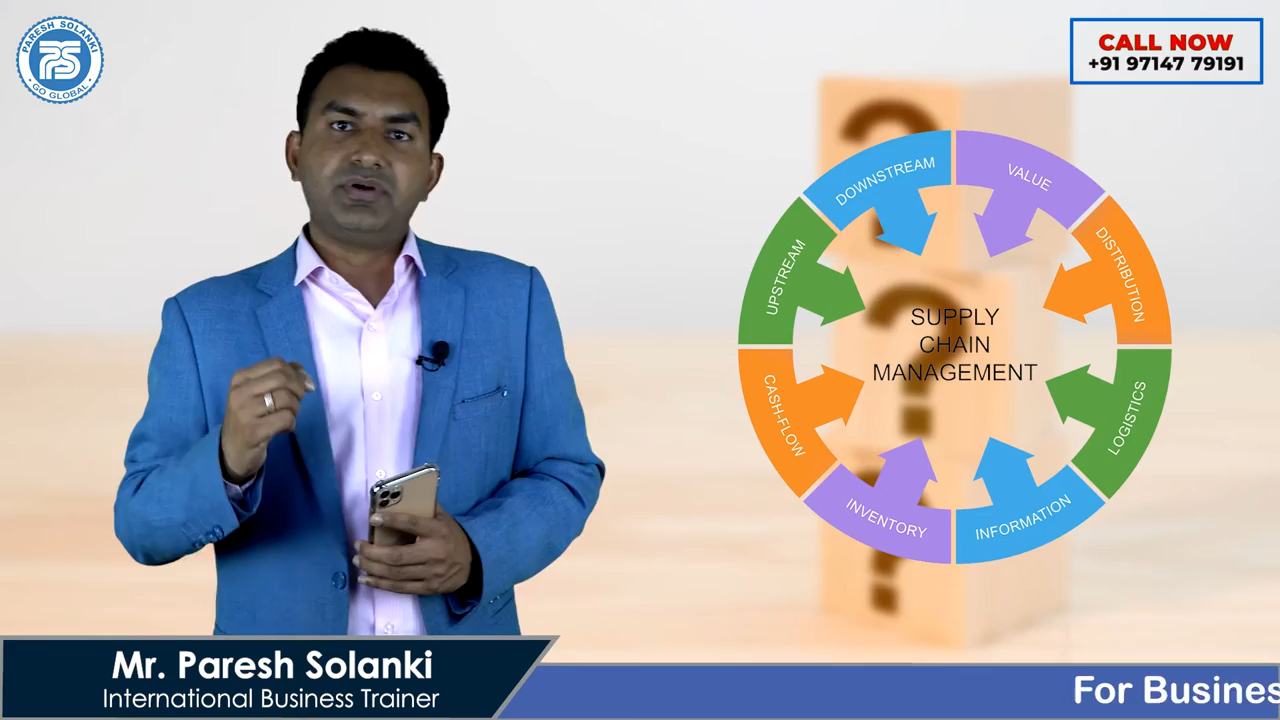 PARESH SOLANKI
PS
GO GLOBAL
CALL NOW
+91 97147 79191
DOWNSTREAM
VALUE
UPSTREAM
DISTRIBUTION
SUPPLY
CHAIN
MANAGEMENT
CASH-FLOW
LOGISTICS
INVENTORY
INFORMATION
Mr. Paresh Solanki
International Business Trainer
For Busines